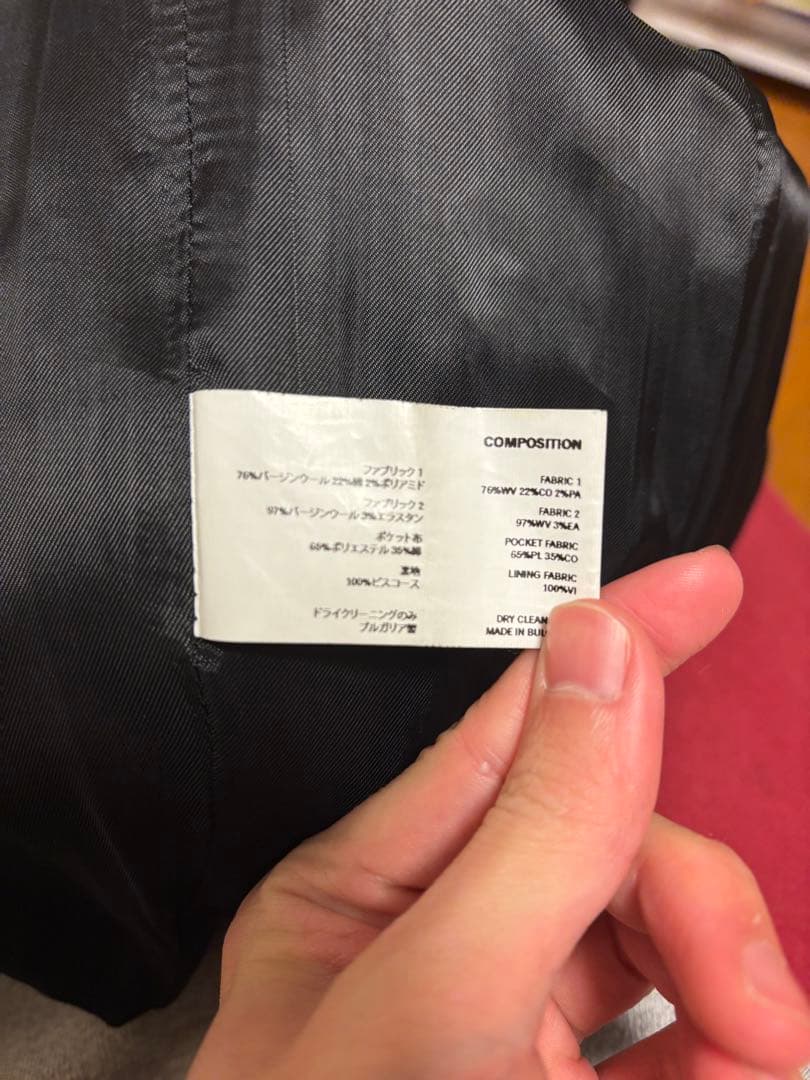 COMPOSITION
ファブリック 1
76%バージンウール 22%綿 2%ポリアミド
ファブリック 2
97%バージンウール 3%エラスタン
ポケット布
65%ポリエステル 35%綿
裏地
100%ビスコース
ドライクリーニングのみ
ブルガリア製
FABRIC 1
76%WV 22%CO 2%PA
FABRIC 2
97%WV 3%EA
POCKET FABRIC
65%PL 35%CO
LINING FABRIC
100%VI
DRY CLEAN
MADE IN BUL